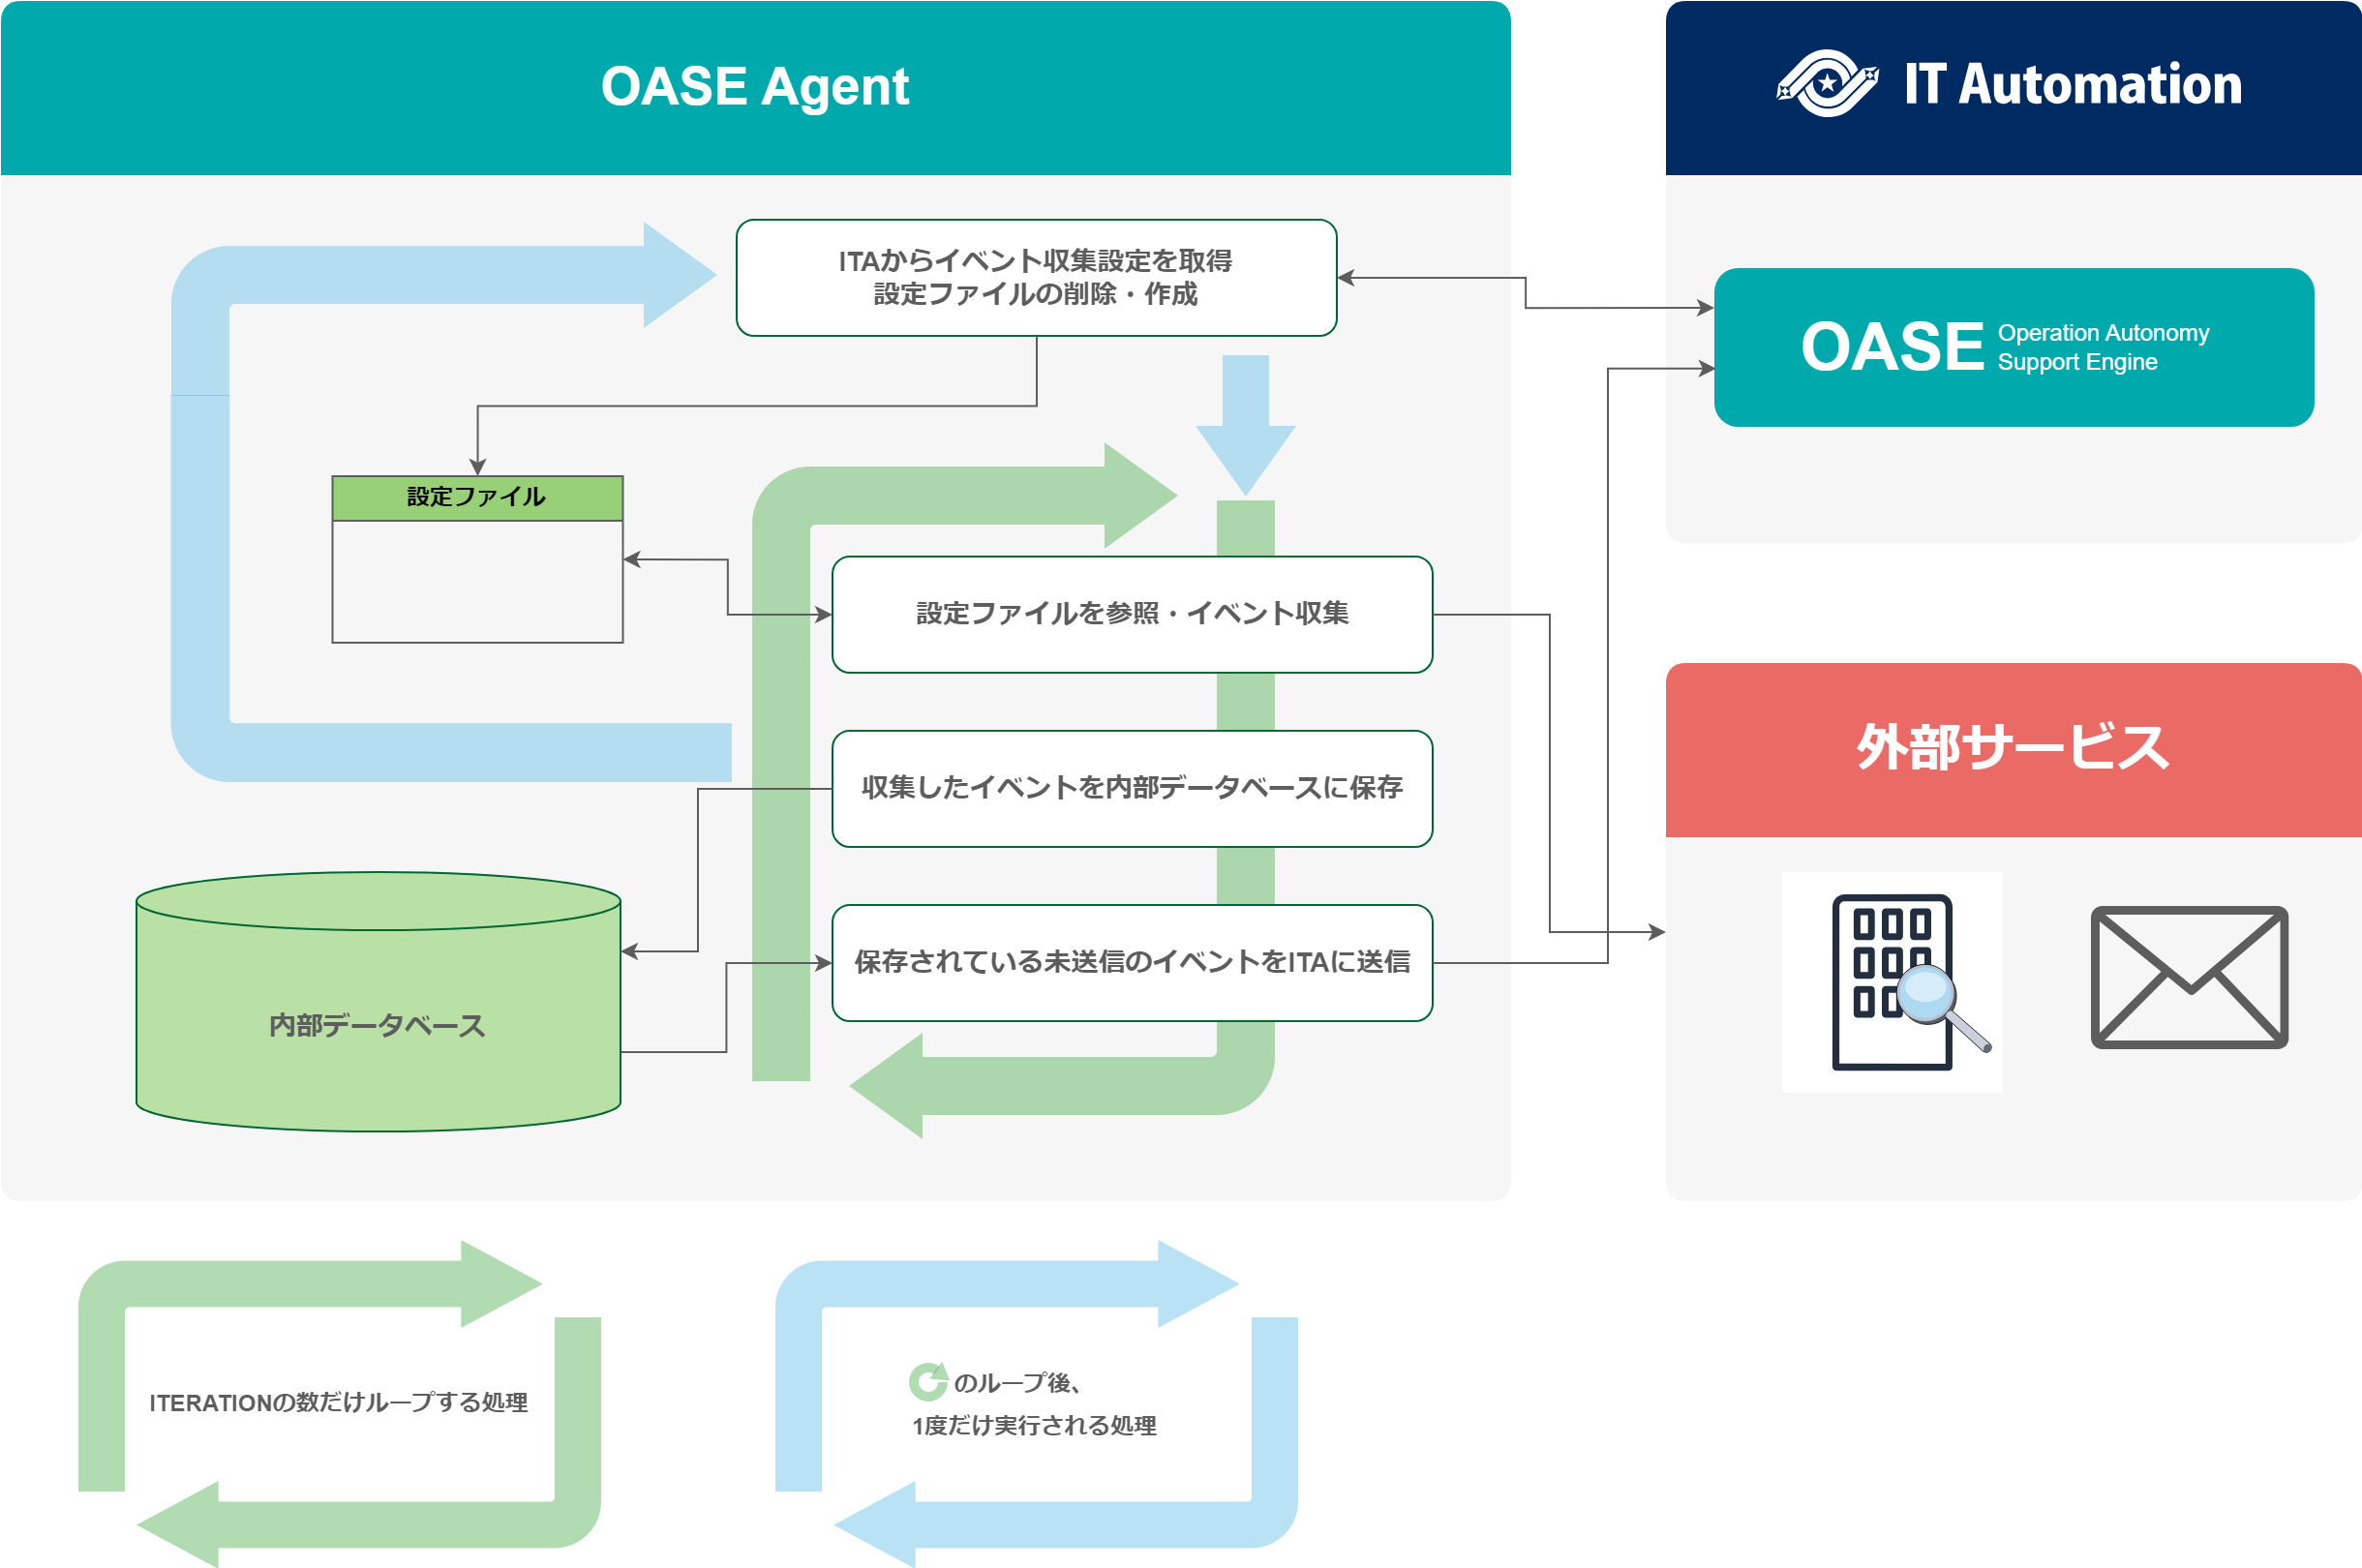 OASE Agent
IT Automation
ITAからイベント収集設定を取得
設定ファイルの削除・作成
OASE
Operation Autonomy
Support Engine
設定ファイル
設定ファイルを参照・イベント収集
収集したイベントを内部データベースに保存
外部サービス
保存されている未送信のイベントをITAに送信
内部データベース
ITERATIONの数だけループする処理
のループ後、
1度だけ実行される処理